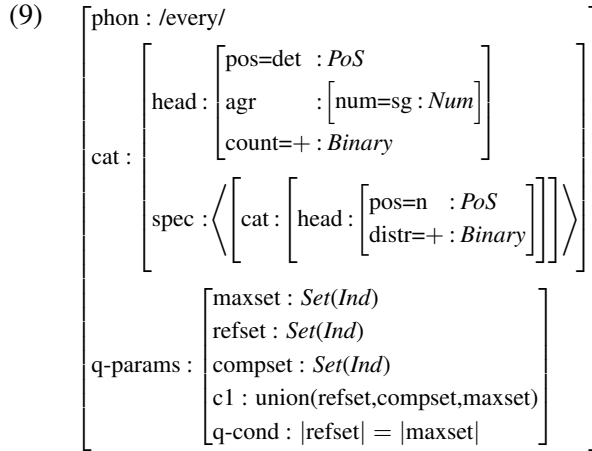 (9)
phon : /every/
cat :
head :
pos=det : PoS
agr : [num=sg : Num]
count=+ : Binary
spec : ⟨[cat : [head : [pos=n : PoS
distr=+ : Binary]]]⟩
q-params :
maxset : Set(Ind)
refset : Set(Ind)
compset : Set(Ind)
c1 : union(refset,compset,maxset)
q-cond : |refset| = |maxset|